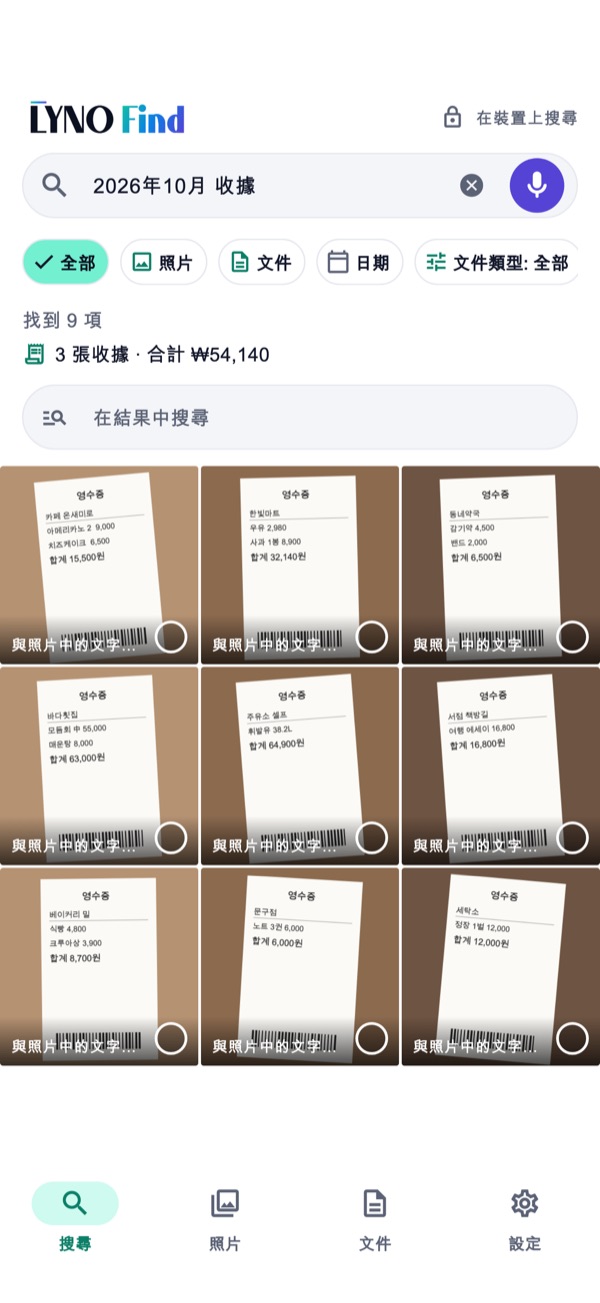 LYNO Find
在裝置上搜尋
2026年10月 收據
全部
照片
文件
日期
文件類型: 全部
找到 9 項
3 張收據 · 合計 ₩54,140
在結果中搜尋
영수증
카페 온새미로
아메리카노 2 9,000
치즈케이크 6,500
합계 15,500원
與照片中的文字…
영수증
한빛마트
우유 2,980
사과 1봉 8,900
합계 32,140원
與照片中的文字…
영수증
동네약국
감기약 4,500
밴드 2,000
합계 6,500원
與照片中的文字…
영수증
바다횟집
모듬회 中 55,000
매운탕 8,000
합계 63,000원
與照片中的文字…
영수증
주유소 셀프
휘발유 38.2L
합계 64,900원
與照片中的文字…
영수증
서점 책방길
여행 에세이 16,800
합계 16,800원
與照片中的文字…
영수증
베이커리 밀
식빵 4,800
크루아상 3,900
합계 8,700원
與照片中的文字…
영수증
문구점
노트 3권 6,000
합계 6,000원
與照片中的文字…
영수증
세탁소
정장 1벌 12,000
합계 12,000원
與照片中的文字…
搜尋
照片
文件
設定